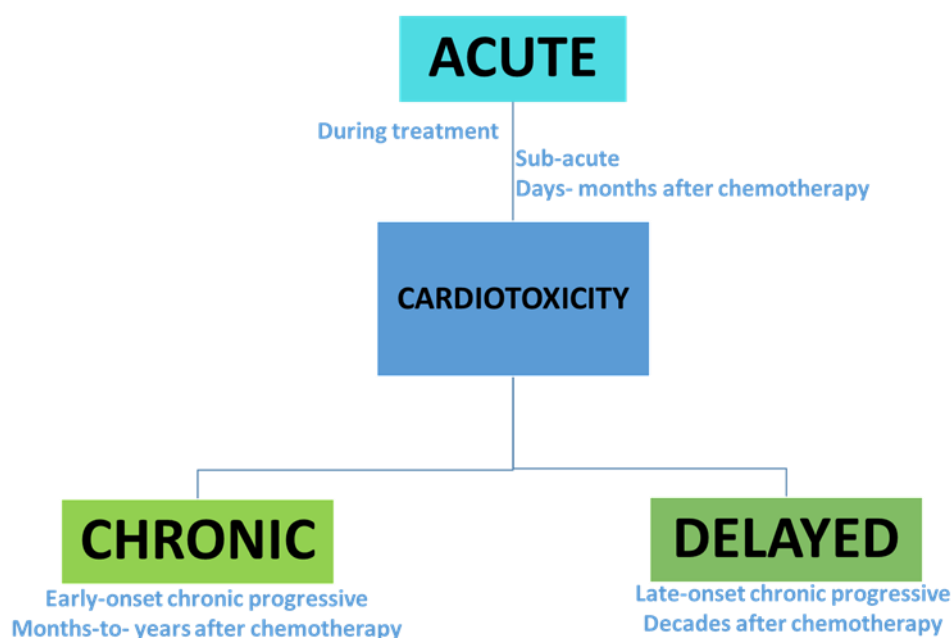 ACUTE
During treatment
Sub-acute
Days- months after chemotherapy
CARDIOTOXICITY
CHRONIC
Early-onset chronic progressive
Months-to- years after chemotherapy
DELAYED
Late-onset chronic progressive
Decades after chemotherapy